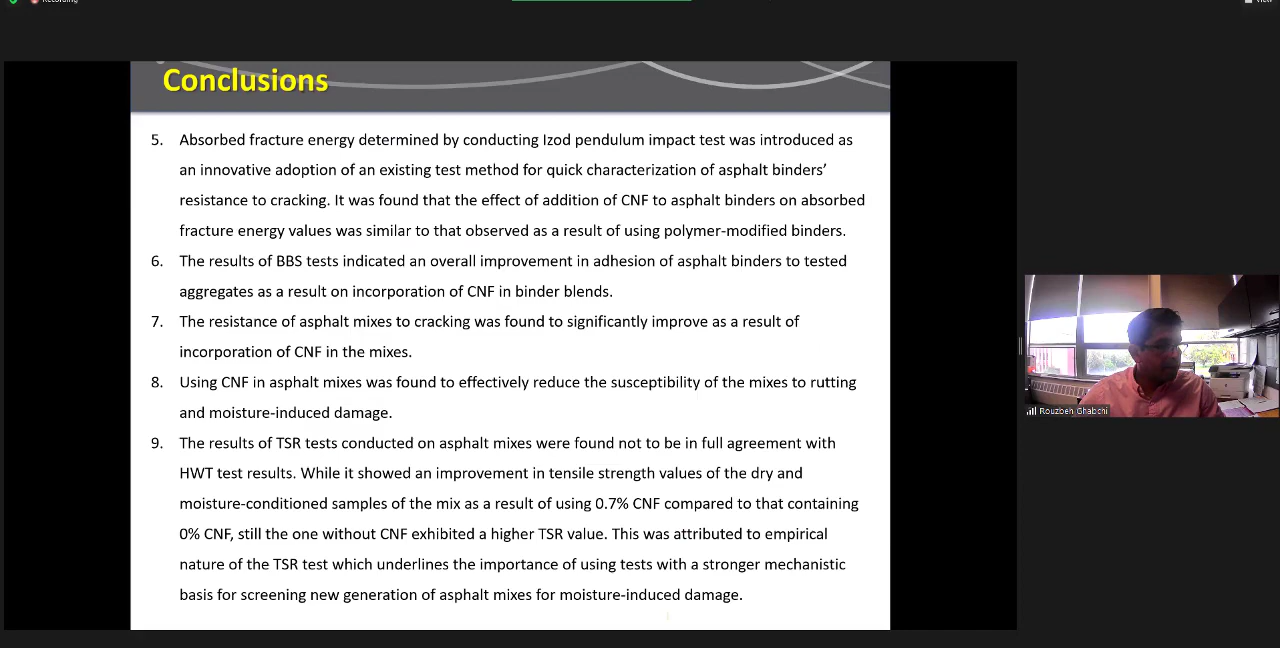 Recording
View
Conclusions
5. Absorbed fracture energy determined by conducting Izod pendulum impact test was introduced as
an innovative adoption of an existing test method for quick characterization of asphalt binders’
resistance to cracking. It was found that the effect of addition of CNF to asphalt binders on absorbed
fracture energy values was similar to that observed as a result of using polymer-modified binders.
6. The results of BBS tests indicated an overall improvement in adhesion of asphalt binders to tested
aggregates as a result on incorporation of CNF in binder blends.
7. The resistance of asphalt mixes to cracking was found to significantly improve as a result of
incorporation of CNF in the mixes.
8. Using CNF in asphalt mixes was found to effectively reduce the susceptibility of the mixes to rutting
and moisture-induced damage.
9. The results of TSR tests conducted on asphalt mixes were found not to be in full agreement with
HWT test results. While it showed an improvement in tensile strength values of the dry and
moisture-conditioned samples of the mix as a result of using 0.7% CNF compared to that containing
0% CNF, still the one without CNF exhibited a higher TSR value. This was attributed to empirical
nature of the TSR test which underlines the importance of using tests with a stronger mechanistic
basis for screening new generation of asphalt mixes for moisture-induced damage.
Rouzbeh Ghabchi